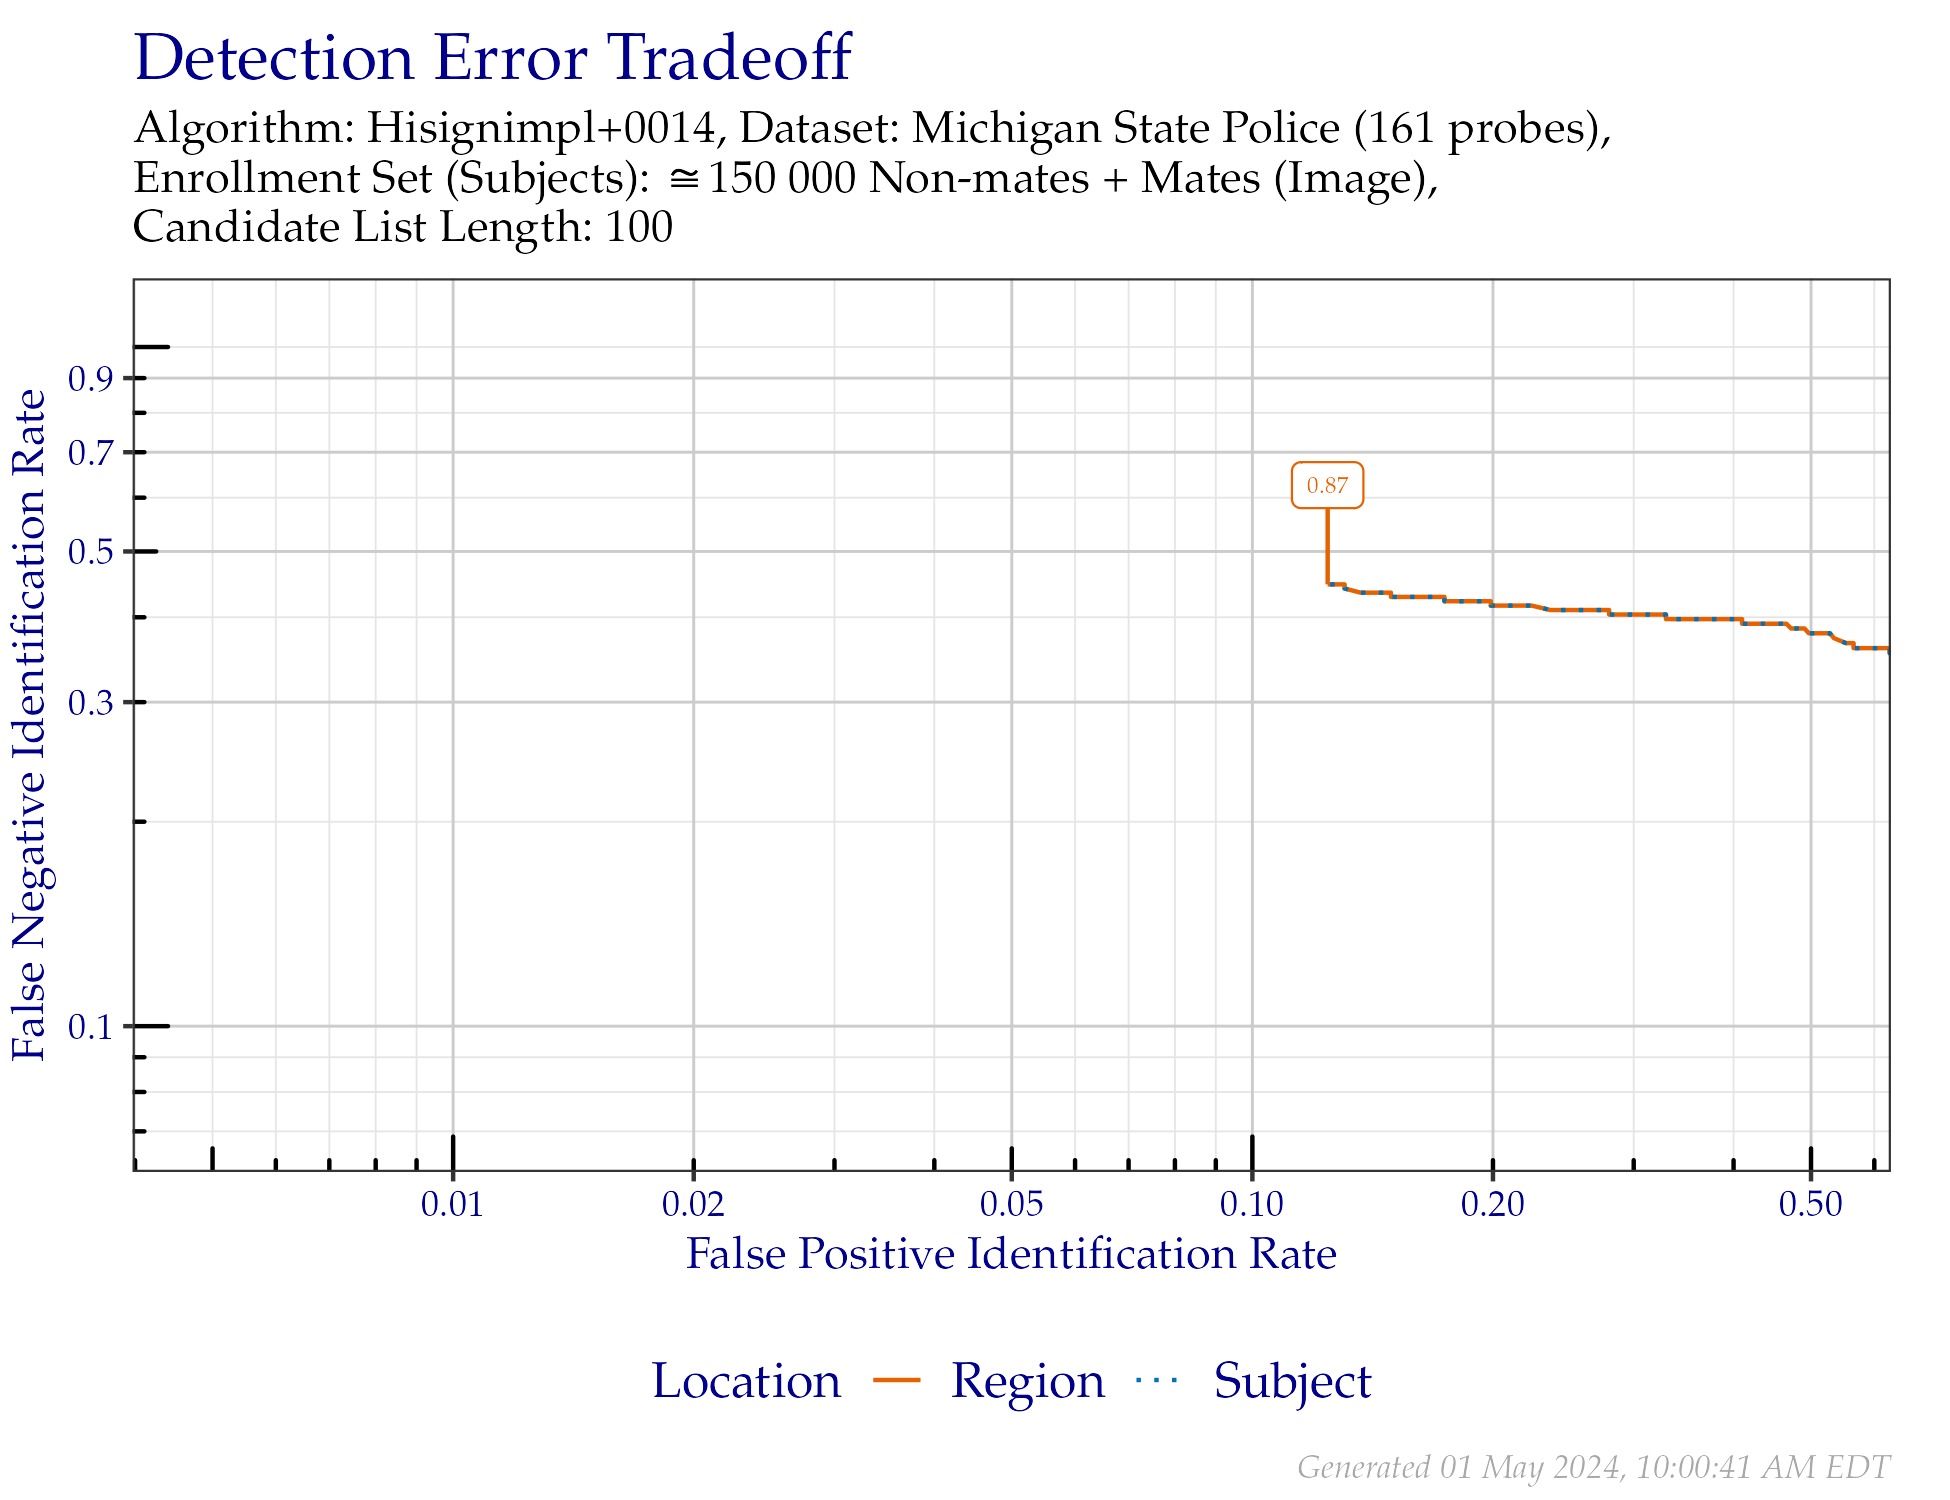 Detection Error Tradeoff
Algorithm: Hisignimpl+0014, Dataset: Michigan State Police (161 probes),
Enrollment Set (Subjects): ≅ 150 000 Non-mates + Mates (Image),
Candidate List Length: 100
False Negative Identification Rate
0.9
0.7
0.5
0.3
0.1
0.87
0.01 0.02 0.05 0.10 0.20 0.50
False Positive Identification Rate
Location Region Subject
Generated 01 May 2024, 10:00:41 AM EDT